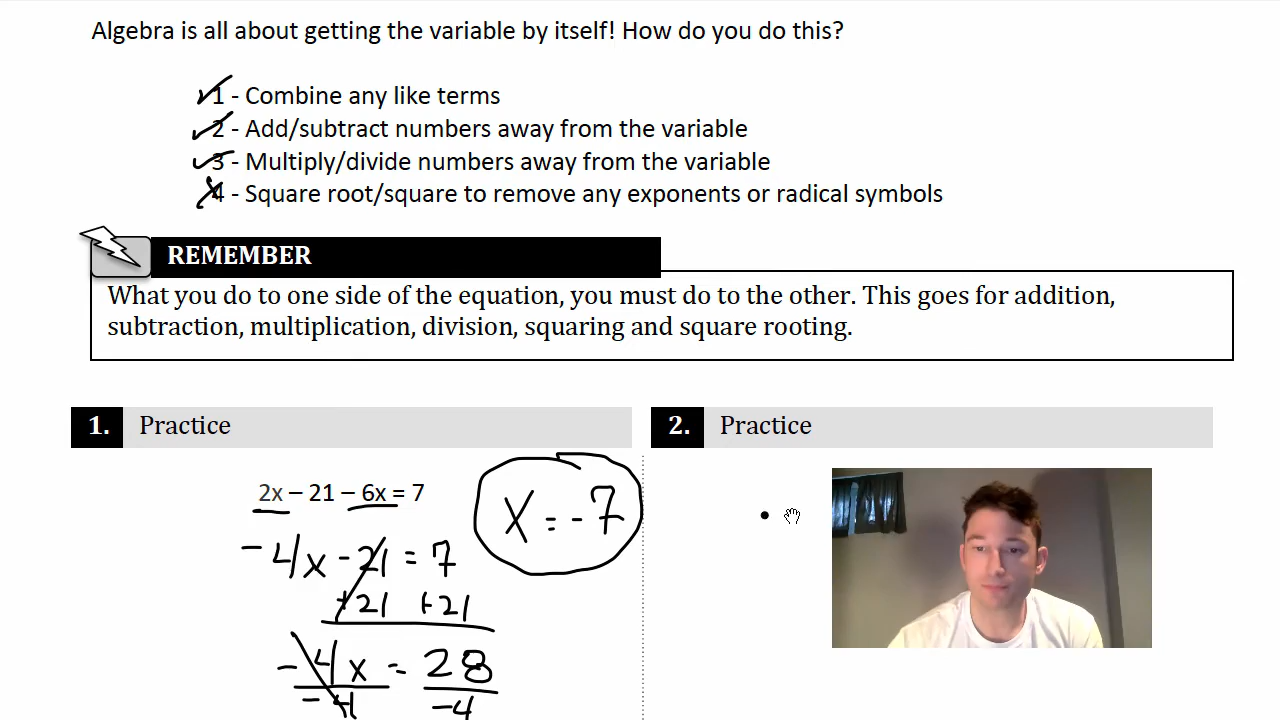 Algebra is all about getting the variable by itself! How do you do this?
1 - Combine any like terms
2 - Add/subtract numbers away from the variable
3 - Multiply/divide numbers away from the variable
4 - Square root/square to remove any exponents or radical symbols
REMEMBER
What you do to one side of the equation, you must do to the other. This goes for addition,
subtraction, multiplication, division, squaring and square rooting.
1. Practice
2x – 21 – 6x = 7
-4x - 21 = 7
+21 +21
-4x = 28
-4 -4
X = -7
2. Practice